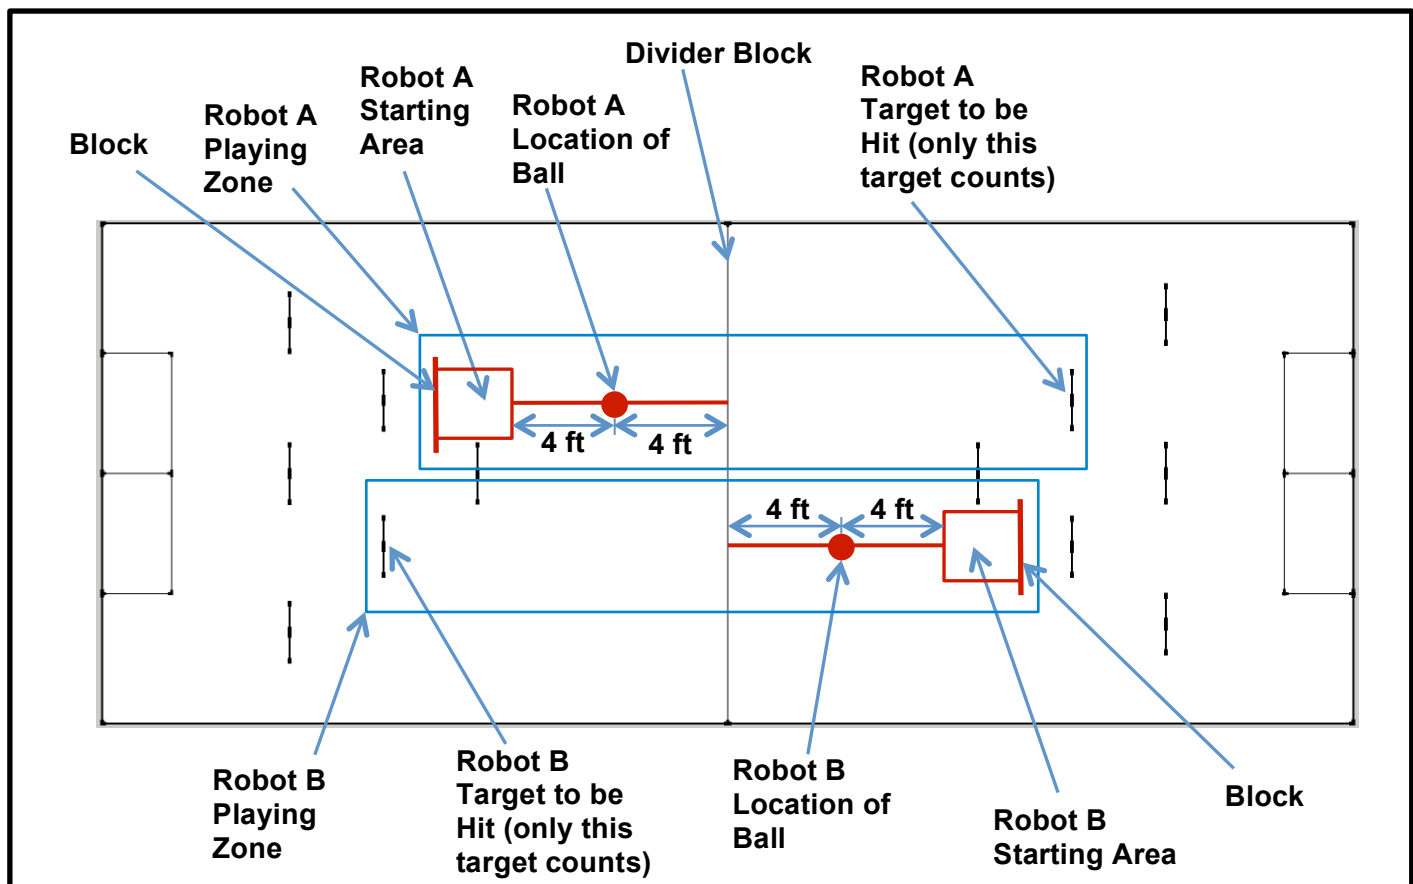 Block
Robot A
Playing
Zone
Robot A
Starting
Area
Robot A
Location of
Ball
Divider Block
Robot A
Target to be
Hit (only this
target counts)
4 ft
4 ft
4 ft
4 ft
Robot B
Playing
Zone
Robot B
Target to be
Hit (only this
target counts)
Robot B
Location of
Ball
Robot B
Starting Area
Block